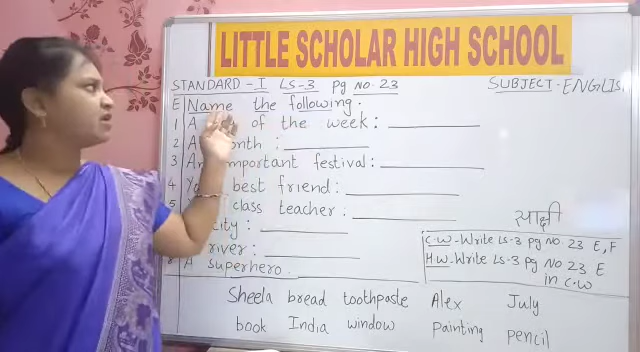 LITTLE SCHOLAR HIGH SCHOOL
STANDARD - I LS-3 pg NO. 23 SUBJECT - ENGLISH
E Name the following.
1 A of the week :
2 A :
3 An important festival :
4 best friend :
5 class teacher :
city :
river :
8 A superhero
साक्षी
C.W - Write LS-3 pg NO. 23 E, F
H.W - Write LS-3 pg NO 23 E
in C.W
Sheela bread toothpaste Alex July
book India window Painting pencil